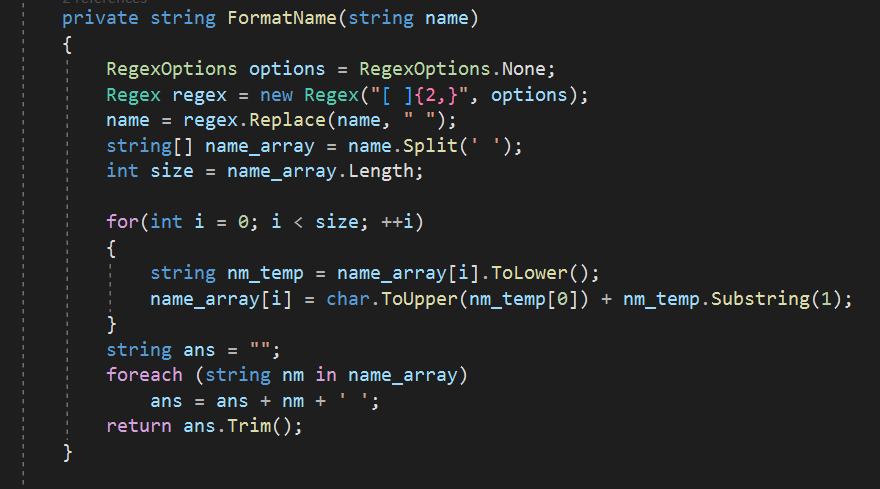 private string FormatName(string name)
{
RegexOptions options = RegexOptions.None;
Regex regex = new Regex("[ ]{2,}", options);
name = regex.Replace(name, " ");
string[] name_array = name.Split(' ');
int size = name_array.Length;
for(int i = 0; i < size; ++i)
{
string nm_temp = name_array[i].ToLower();
name_array[i] = char.ToUpper(nm_temp[0]) + nm_temp.Substring(1);
}
string ans = "";
foreach (string nm in name_array)
ans = ans + nm + ' ';
return ans.Trim();
}